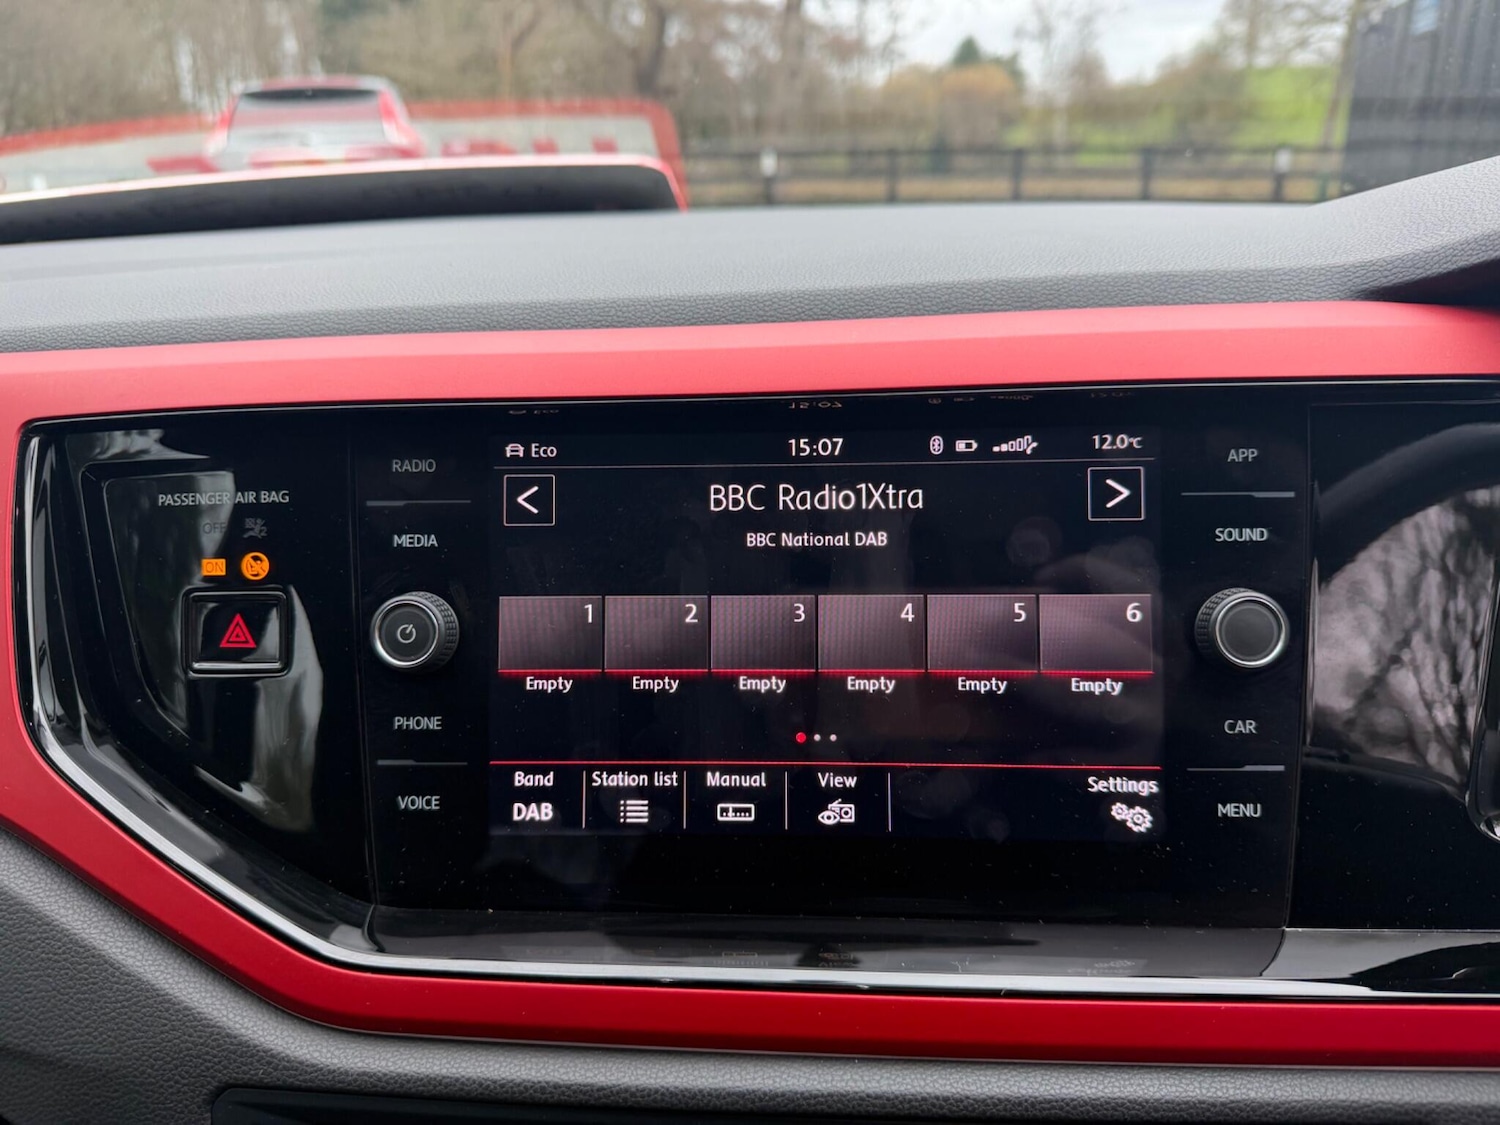 Eco
15:07
12.0°C
BBC Radio1Xtra
BBC National DAB
1 2 3 4 5 6
Empty Empty Empty Empty Empty Empty
Band
DAB
Station list
Manual
View
Settings
PASSENGER AIR BAG
OFF
ON
RADIO
MEDIA
PHONE
VOICE
APP
SOUND
CAR
MENU